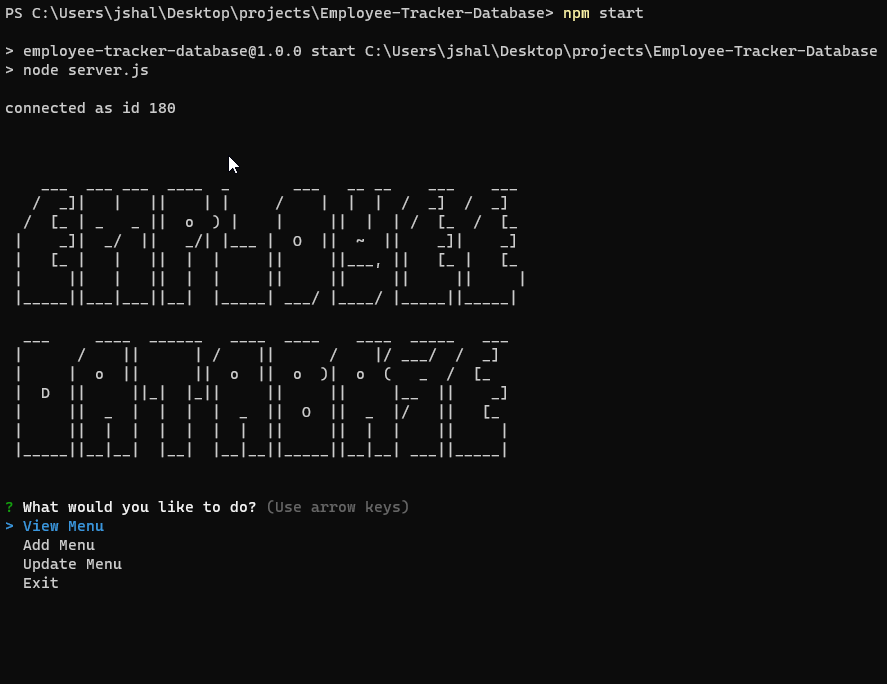 PS C:\Users\jshal\Desktop\projects\Employee-Tracker-Database> npm start
> employee-tracker-database@1.0.0 start C:\Users\jshal\Desktop\projects\Employee-Tracker-Database
> node server.js
connected as id 180
EMPLOYEE
DATABASE
? What would you like to do? (Use arrow keys)
> View Menu
Add Menu
Update Menu
Exit